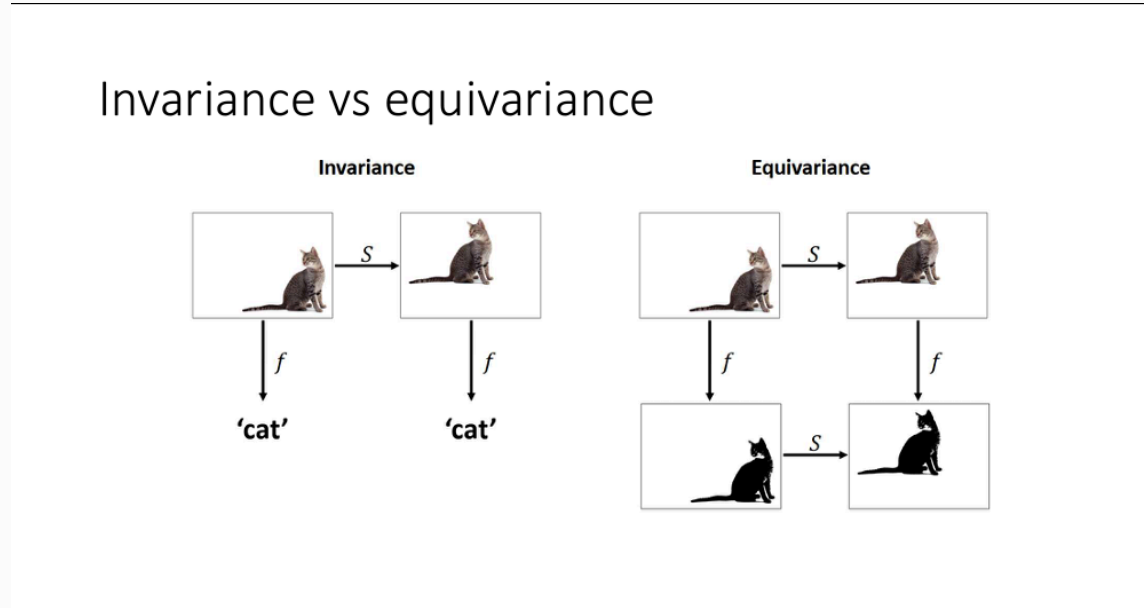 Invariance vs equivariance
Invariance
Equivariance
S
S
f
f
f
f
‘cat’
‘cat’
S